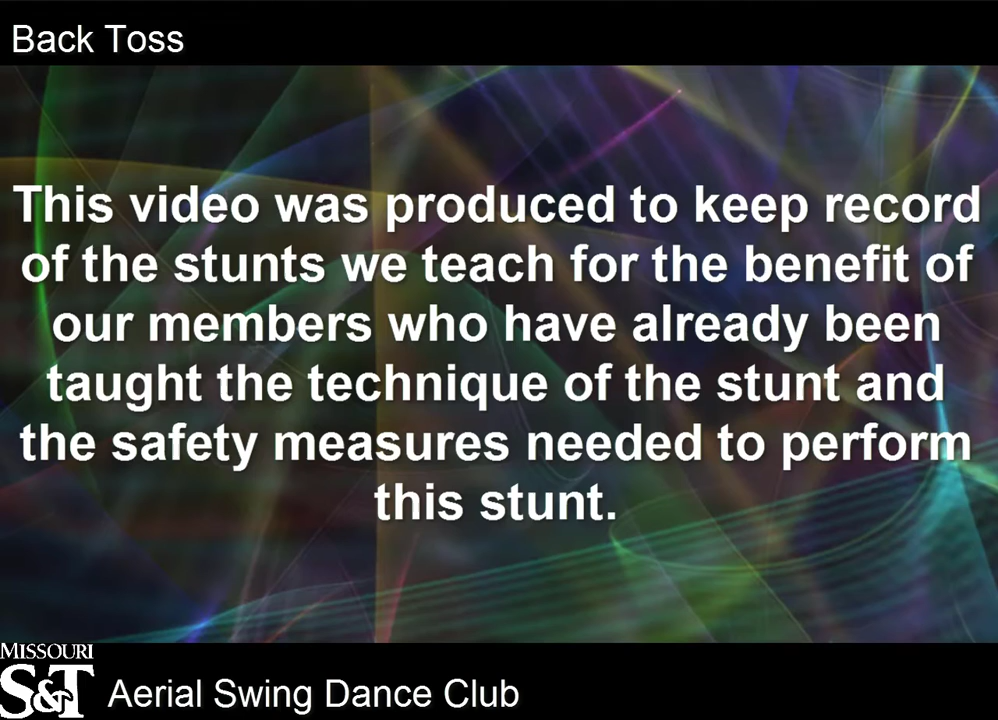 Back Toss
This video was produced to keep record
of the stunts we teach for the benefit of
our members who have already been
taught the technique of the stunt and
the safety measures needed to perform
this stunt.
MISSOURI
S&T
Aerial Swing Dance Club